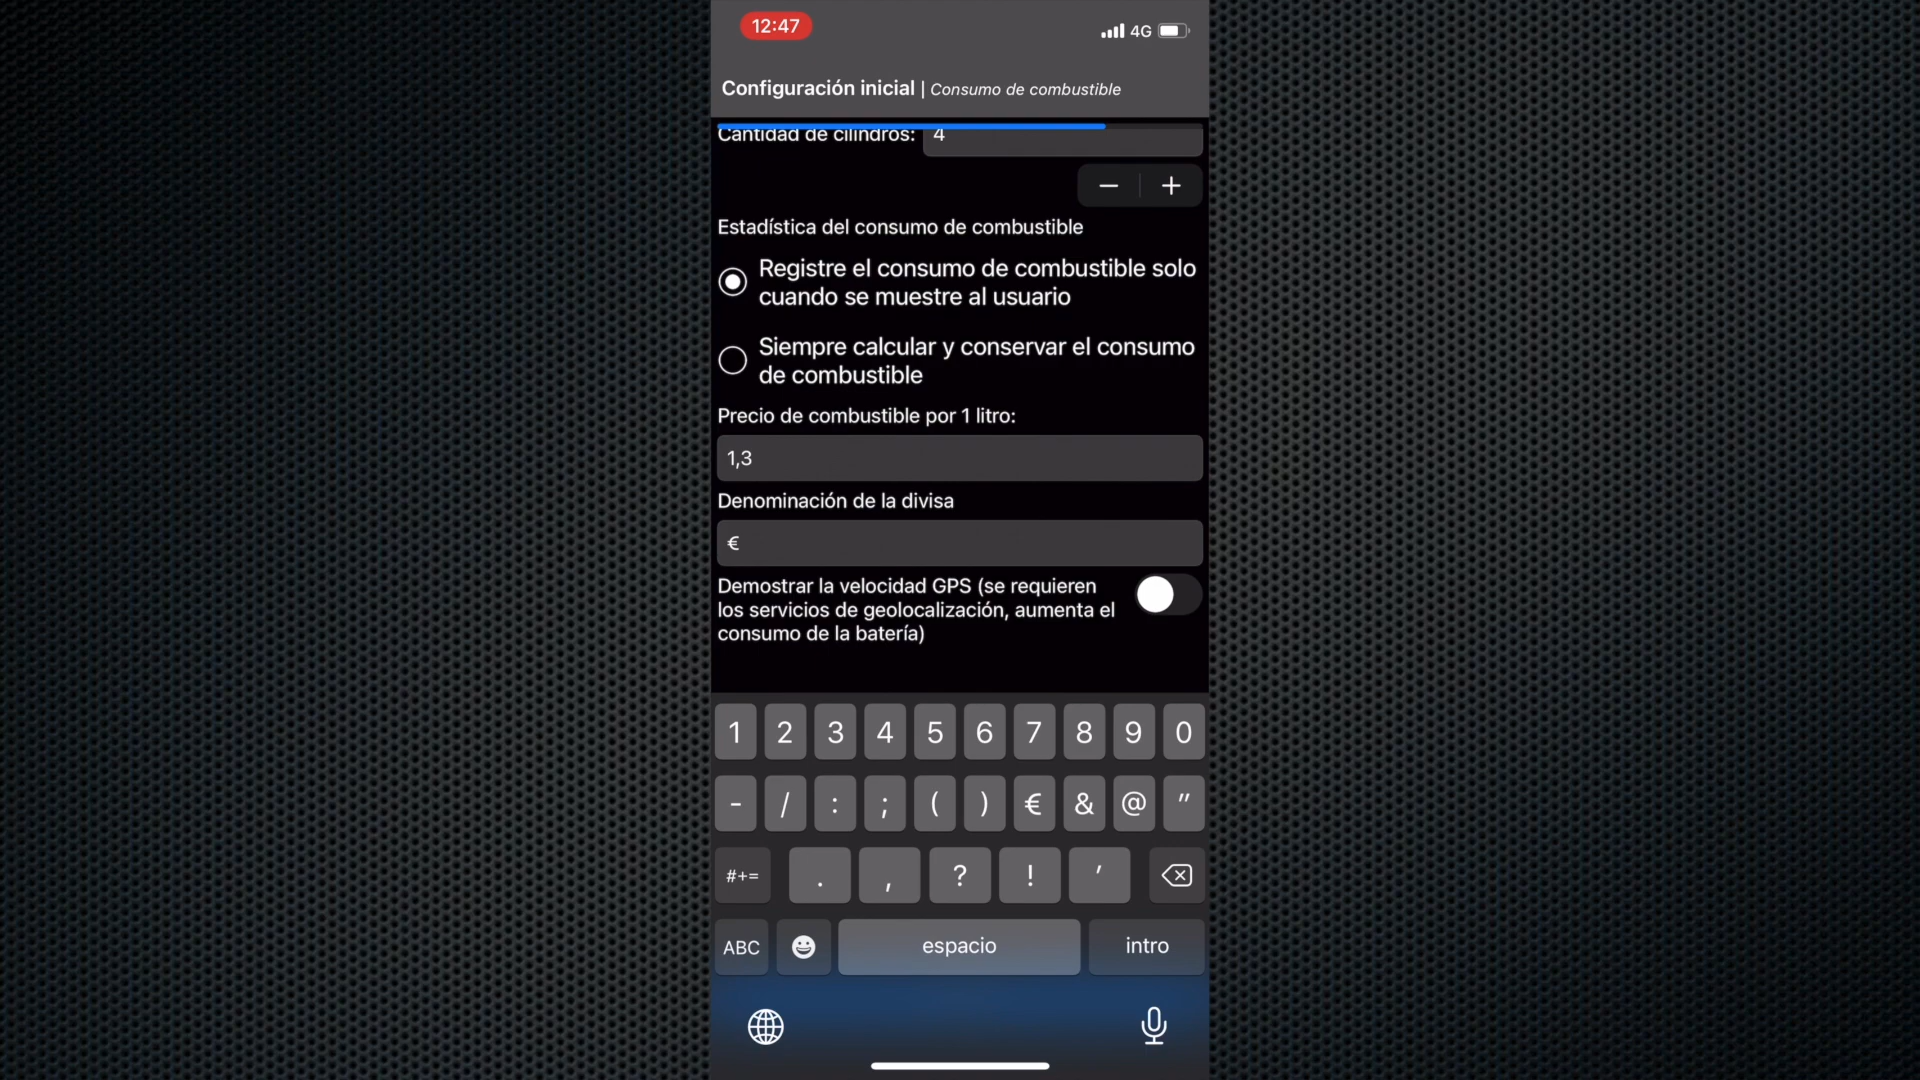 12:47
4G
Configuración inicial | Consumo de combustible
Cantidad de cilindros: 4
− +
Estadística del consumo de combustible
Registre el consumo de combustible solo
cuando se muestre al usuario
Siempre calcular y conservar el consumo
de combustible
Precio de combustible por 1 litro:
1,3
Denominación de la divisa
€
Demostrar la velocidad GPS (se requieren
los servicios de geolocalización, aumenta el
consumo de la batería)
1 2 3 4 5 6 7 8 9 0
- / : ; ( ) € & @ "
#+= . , ? ! '
ABC espacio intro